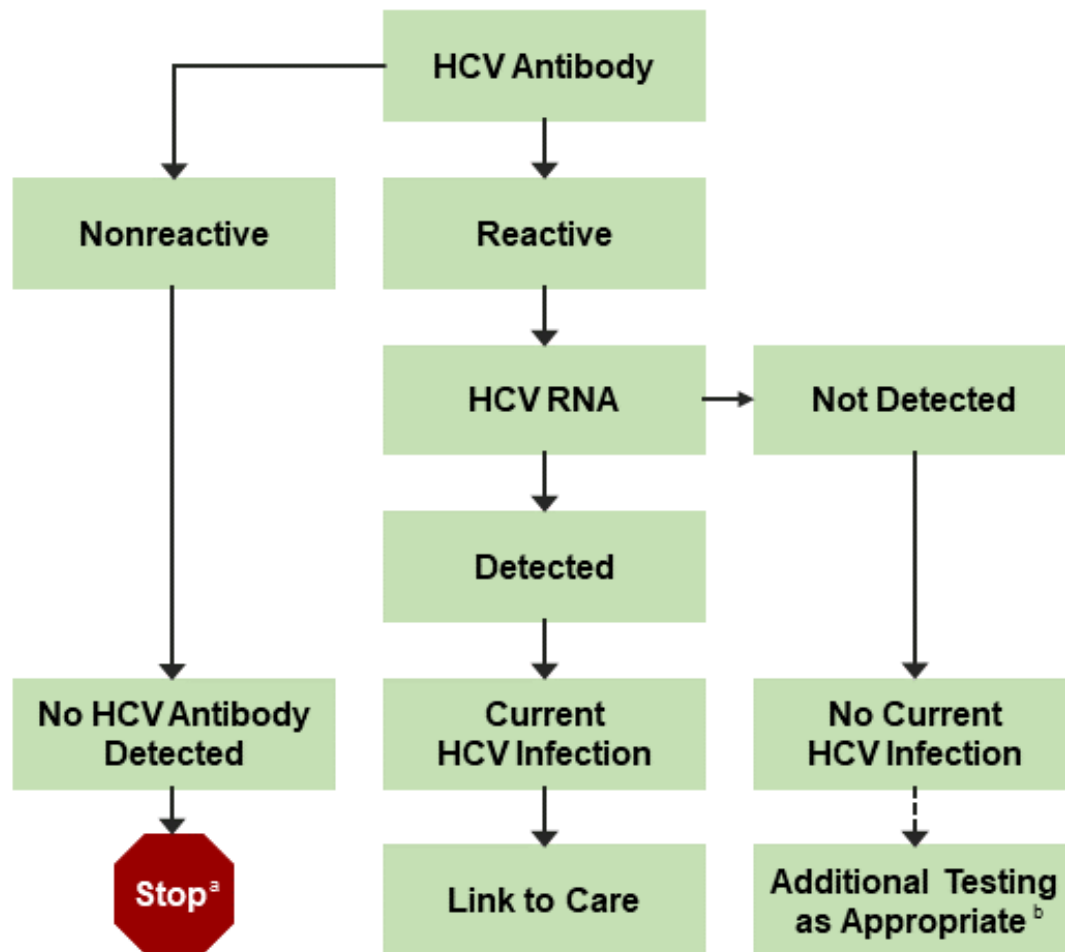 HCV Antibody
Nonreactive
Reactive
HCV RNA
Not Detected
Detected
No HCV Antibody
Detected
Current
HCV Infection
No Current
HCV Infection
Stop a
Link to Care
Additional Testing
as Appropriate b